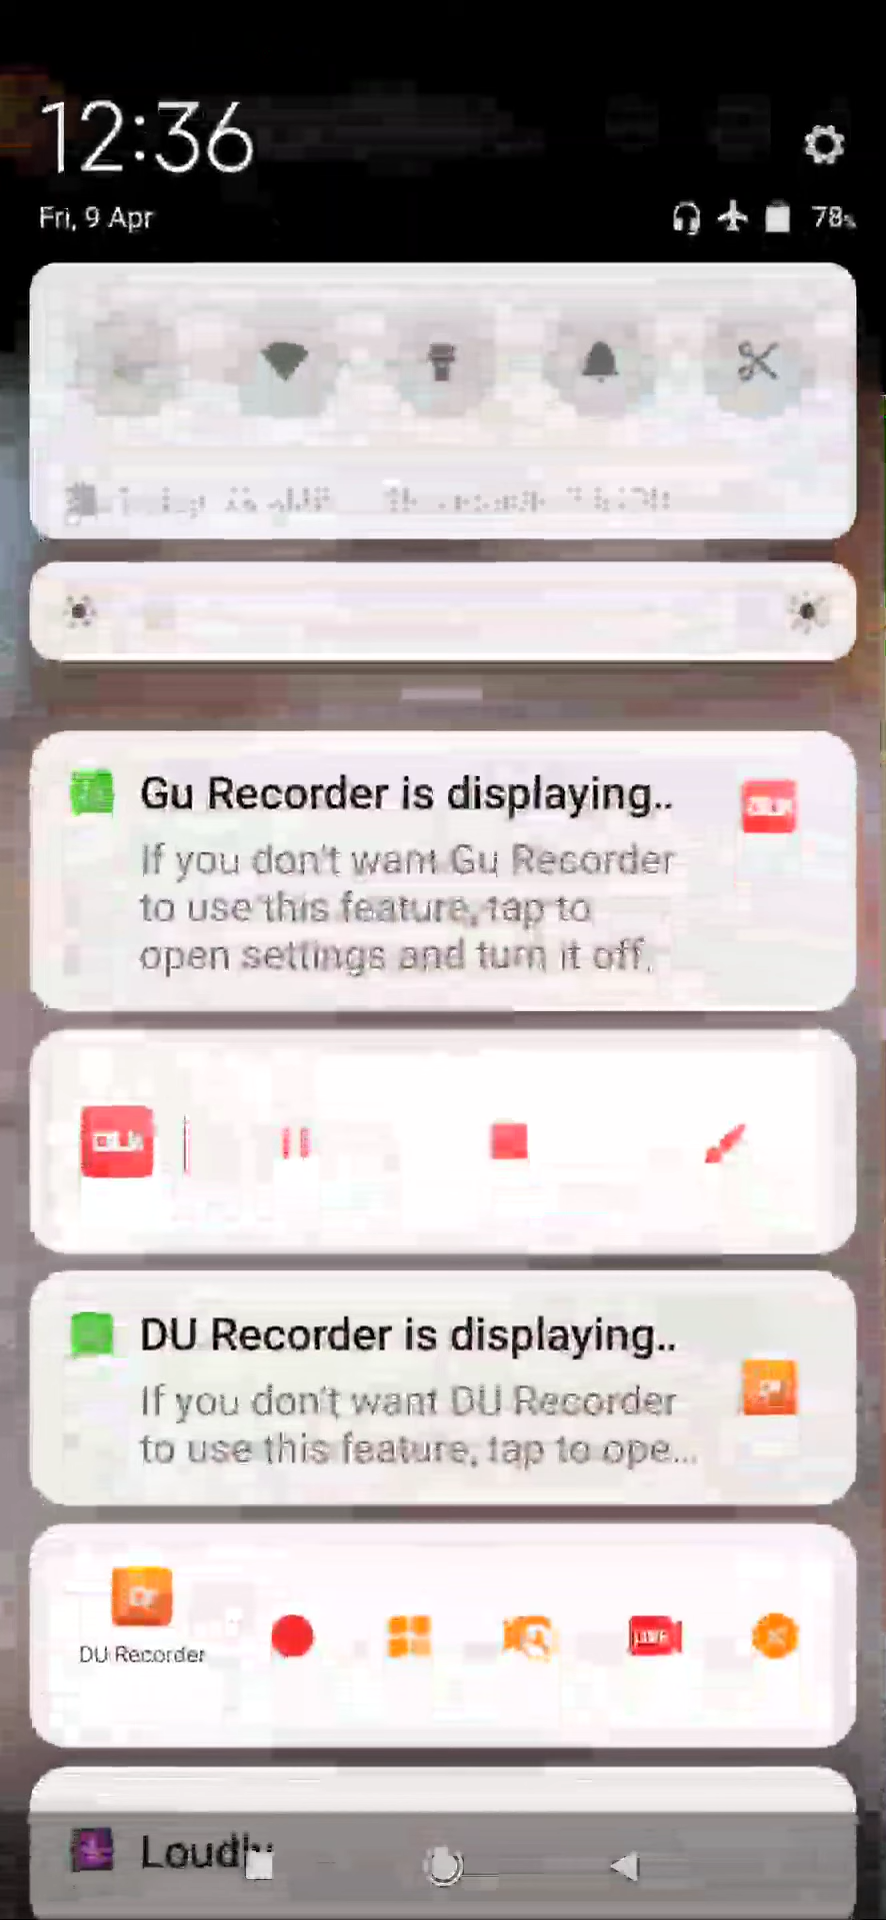 12:36
Fri, 9 Apr
78%
Gu Recorder is displaying..
If you don't want Gu Recorder
to use this feature, tap to
open settings and turn it off.
DU Recorder is displaying..
If you don't want DU Recorder
to use this feature, tap to ope...
DU Recorder
LIVE
Loudly